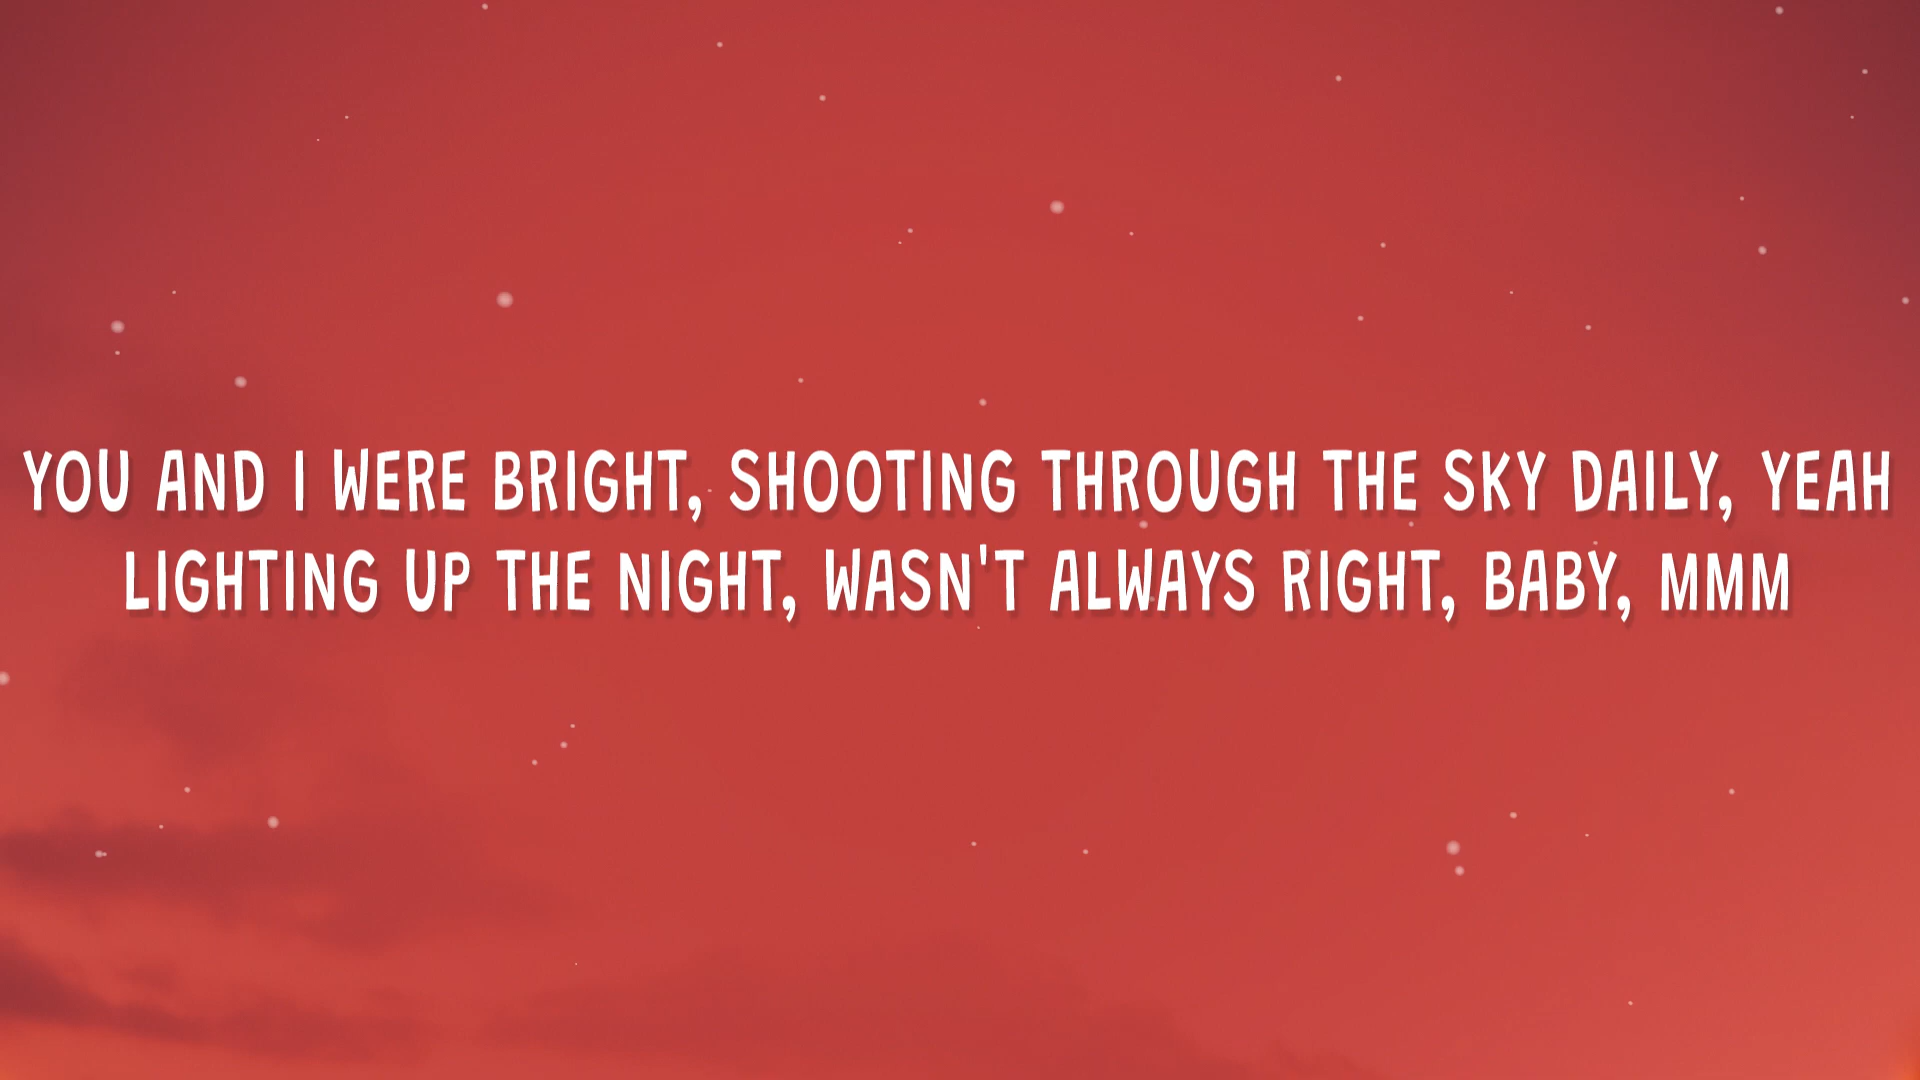 YOU AND I WERE BRIGHT, SHOOTING THROUGH THE SKY DAILY, YEAH
LIGHTING UP THE NIGHT, WASN'T ALWAYS RIGHT, BABY, MMM